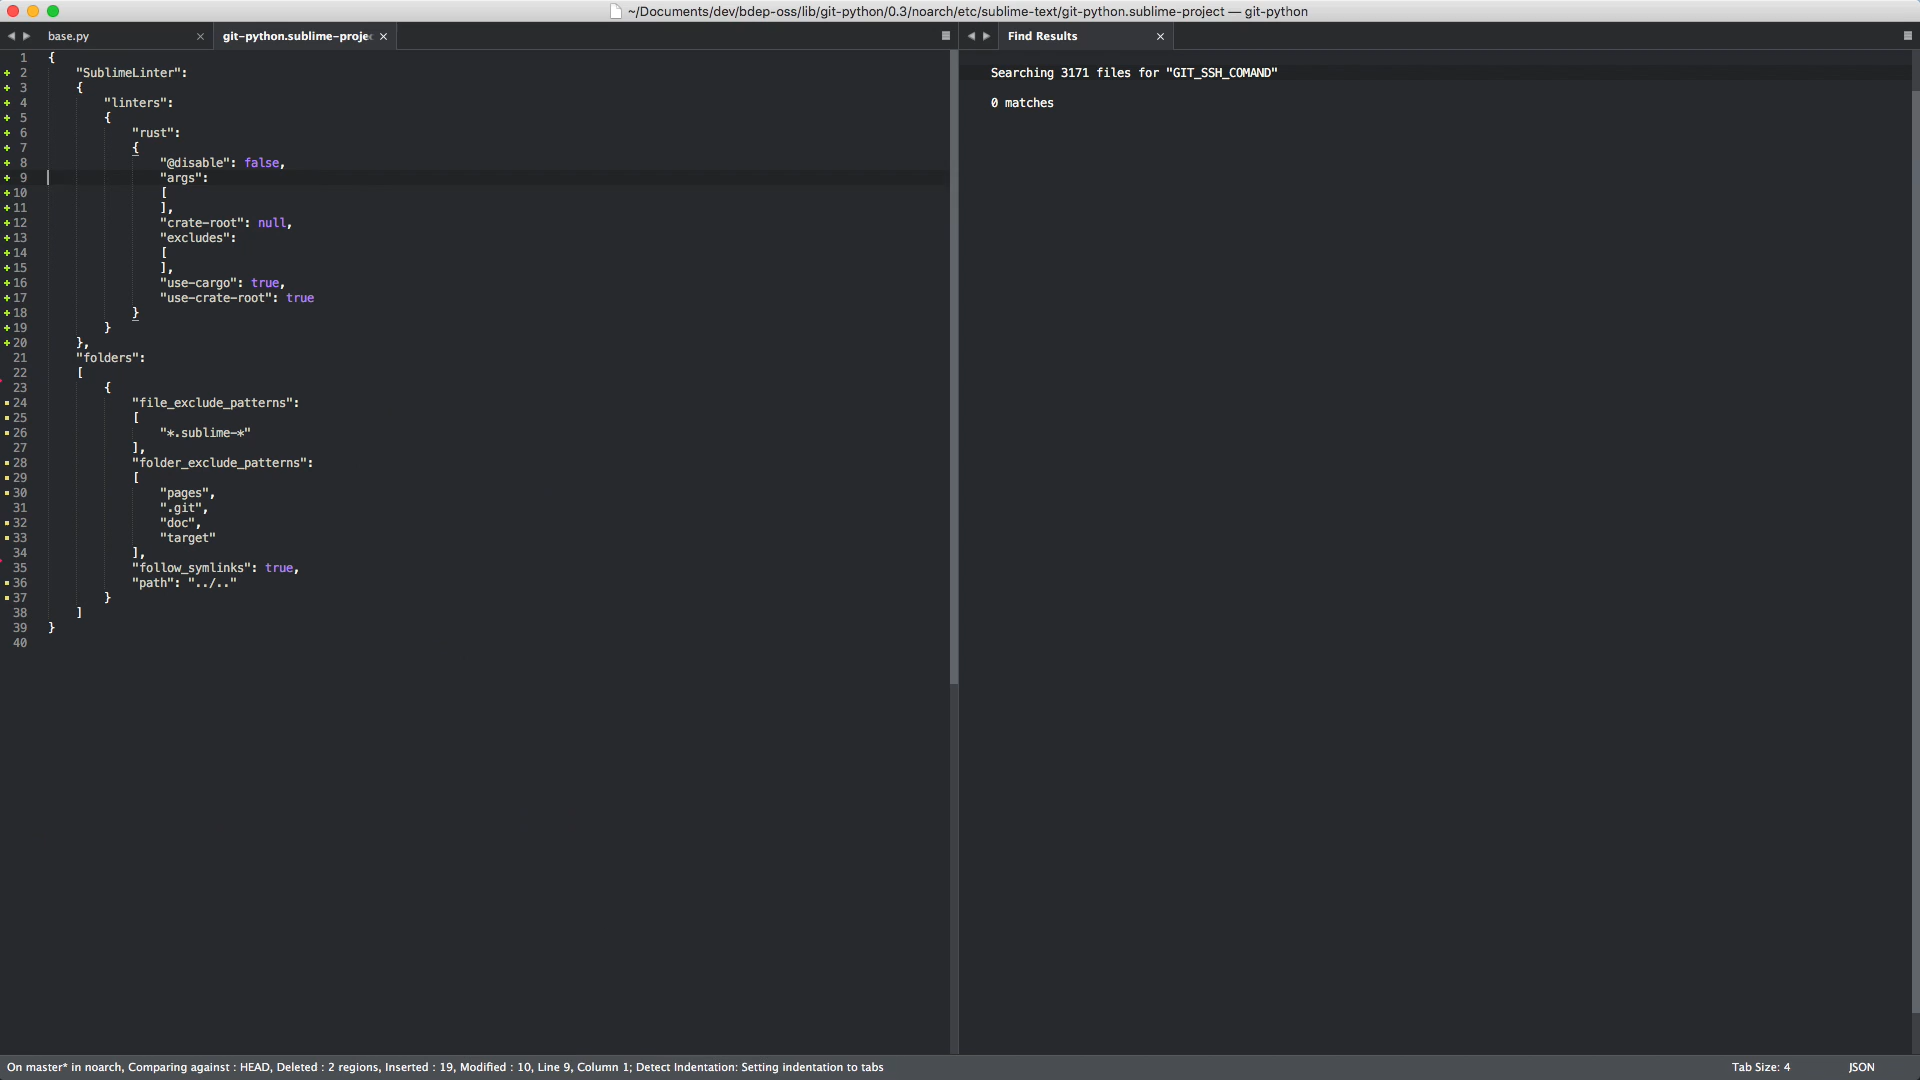 ~/Documents/dev/bdep-oss/lib/git-python/0.3/noarch/etc/sublime-text/git-python.sublime-project — git-python
base.py
git-python.sublime-proje
1 {
2 "SublimeLinter":
3 {
4 "linters":
5 {
6 "rust":
7 {
8 "@disable": false,
9 "args":
10 [
11 ],
12 "crate-root": null,
13 "excludes":
14 [
15 ],
16 "use-cargo": true,
17 "use-crate-root": true
18 }
19 }
20 },
21 "folders":
22 [
23 {
24 "file_exclude_patterns":
25 [
26 "*.sublime-*"
27 ],
28 "folder_exclude_patterns":
29 [
30 "pages",
31 ".git",
32 "doc",
33 "target"
34 ],
35 "follow_symlinks": true,
36 "path": "../.."
37 }
38 ]
39 }
40
Find Results
Searching 3171 files for "GIT_SSH_COMAND"
0 matches
On master* in noarch, Comparing against : HEAD, Deleted : 2 regions, Inserted : 19, Modified : 10, Line 9, Column 1; Detect Indentation: Setting indentation to tabs
Tab Size: 4
JSON